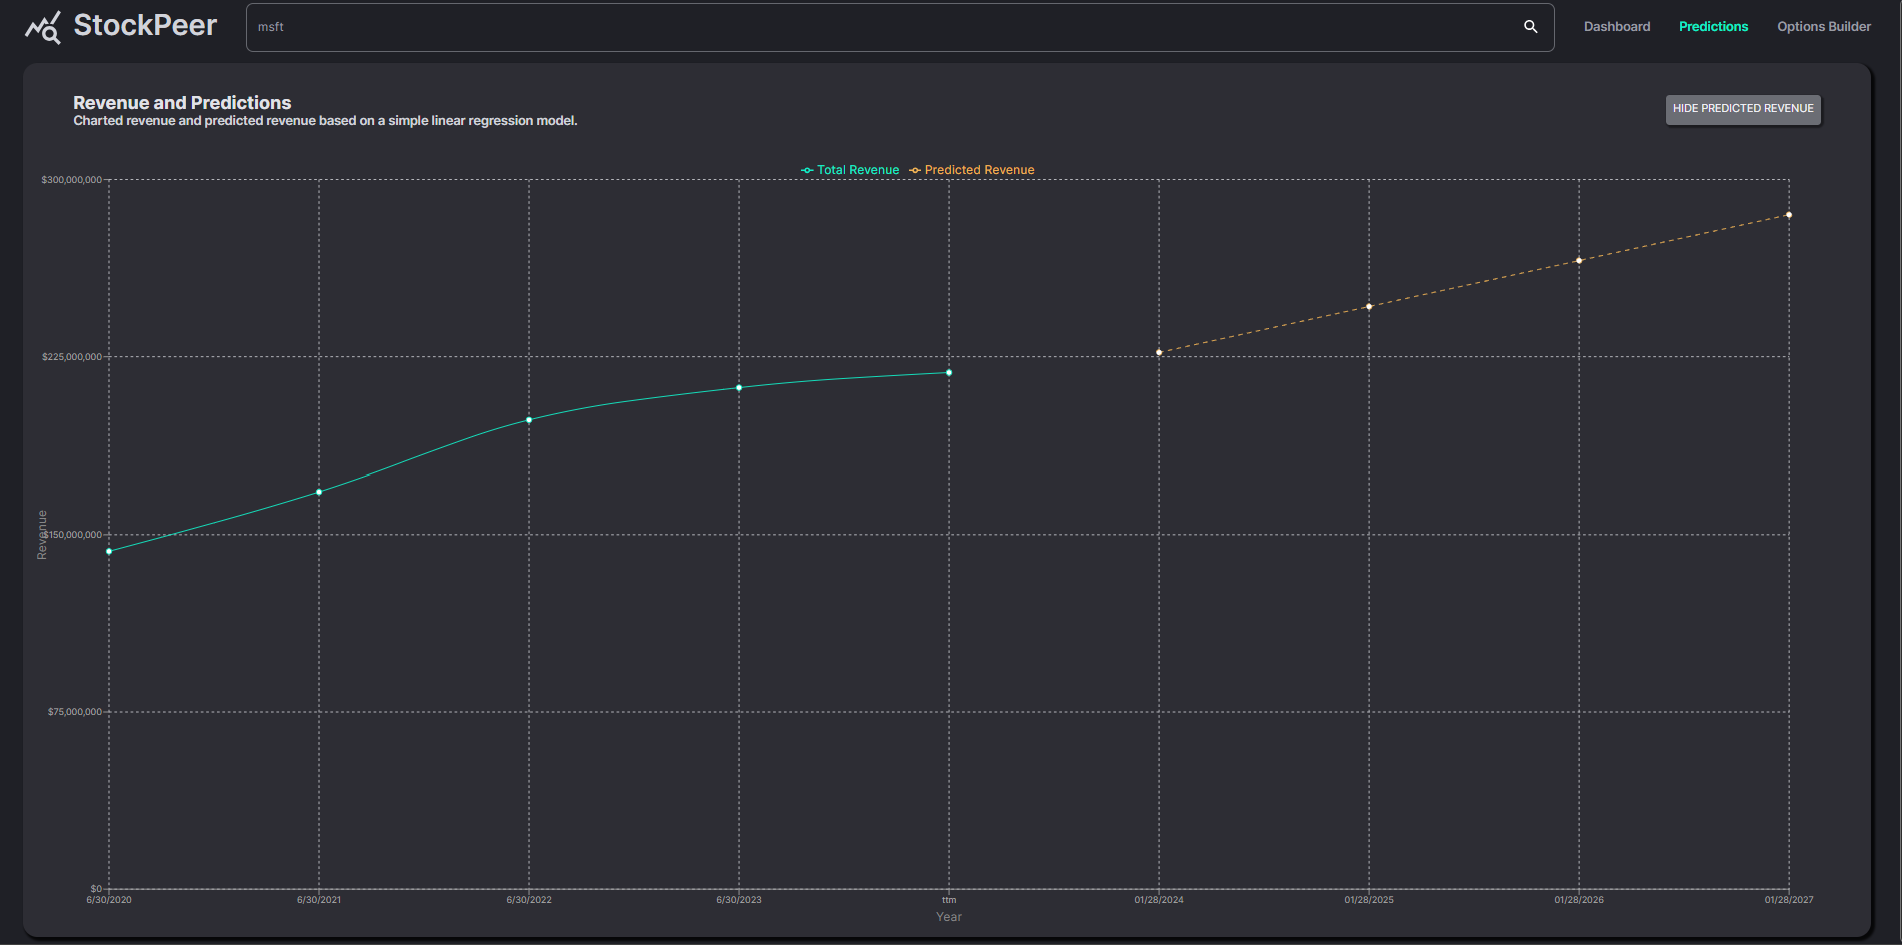 StockPeer
msft
Dashboard
Predictions
Options Builder
Revenue and Predictions
Charted revenue and predicted revenue based on a simple linear regression model.
HIDE PREDICTED REVENUE
Total Revenue
Predicted Revenue
$300,000,000
$225,000,000
$150,000,000
$75,000,000
$0
Revenue
6/30/2020
6/30/2021
6/30/2022
6/30/2023
ttm
01/28/2024
01/28/2025
01/28/2026
01/28/2027
Year